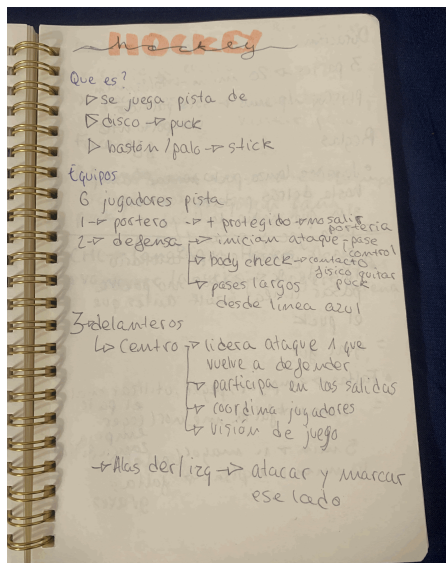 hockey
Que es?
▷ se juega pista de
▷ disco → puck
▷ bastón/palo → stick
Equipos
6 jugadores pista
1 → portero → + protegido → no salir portería
2 → defensa → inician ataque - pase control
→ body check → contacto físico quitar puck
→ pases largos
desde línea azul
3 → delanteros
↳ Centro → lidera ataque 1 que
vuelve a defender
→ participa en las salidas
→ coordina jugadores
→ visión de juego
→ Alas der/izq → atacar y marcar
ese lado